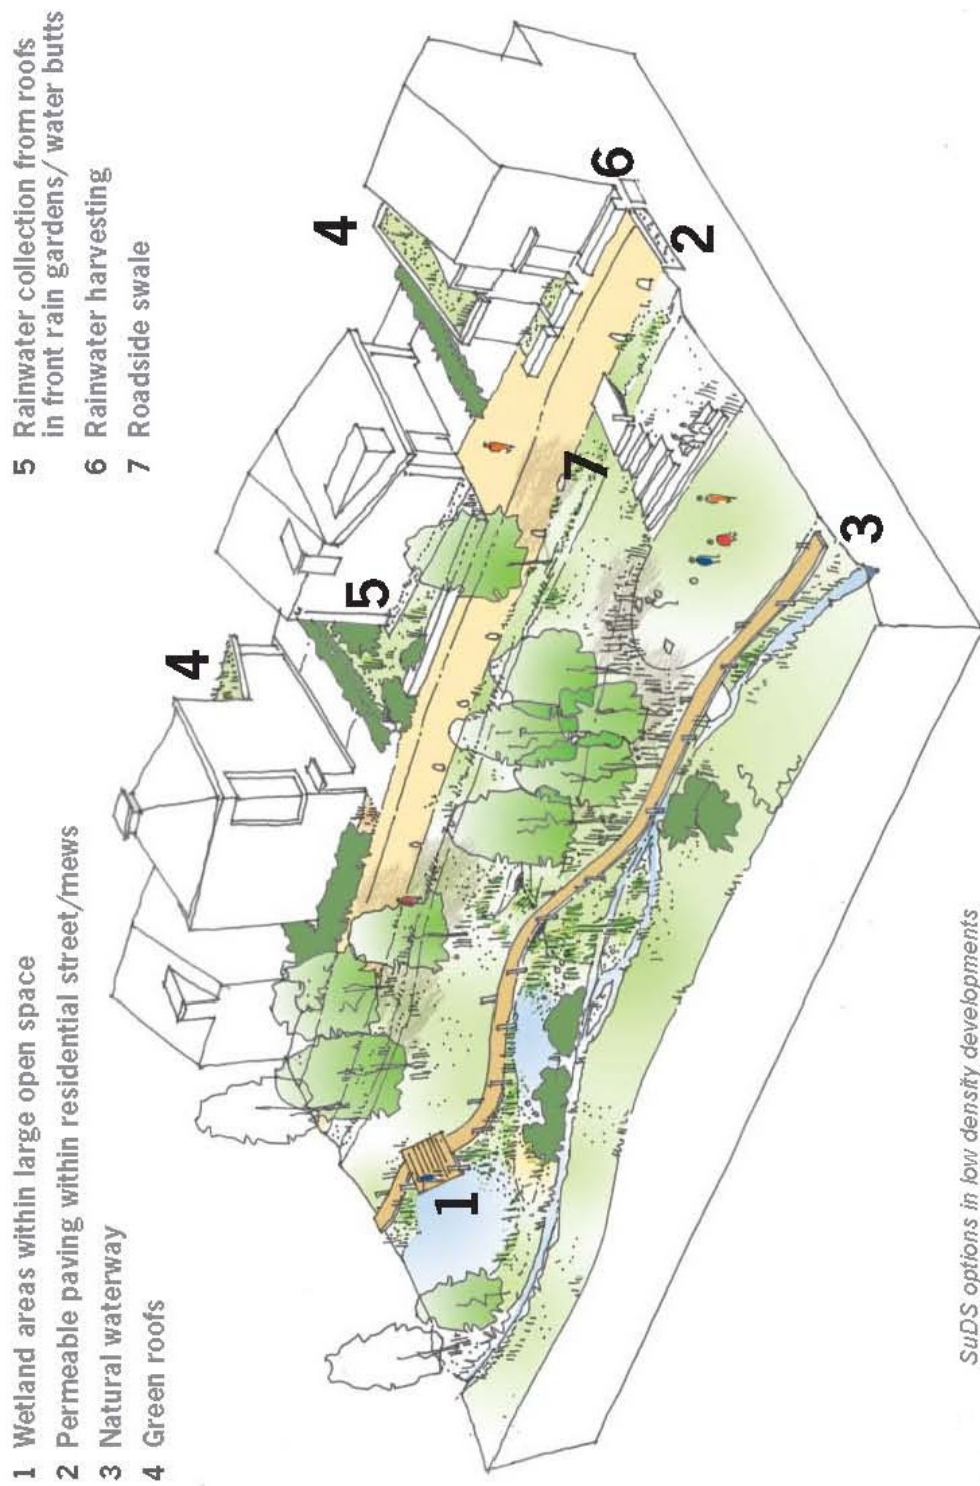 1 Wetland areas within large open space
2 Permeable paving within residential street/mews
3 Natural waterway
4 Green roofs
5 Rainwater collection from roofs
in front rain gardens/ water butts
6 Rainwater harvesting
7 Roadside swale
4
4
5
6
2
7
1
3
SuDS options in low density developments